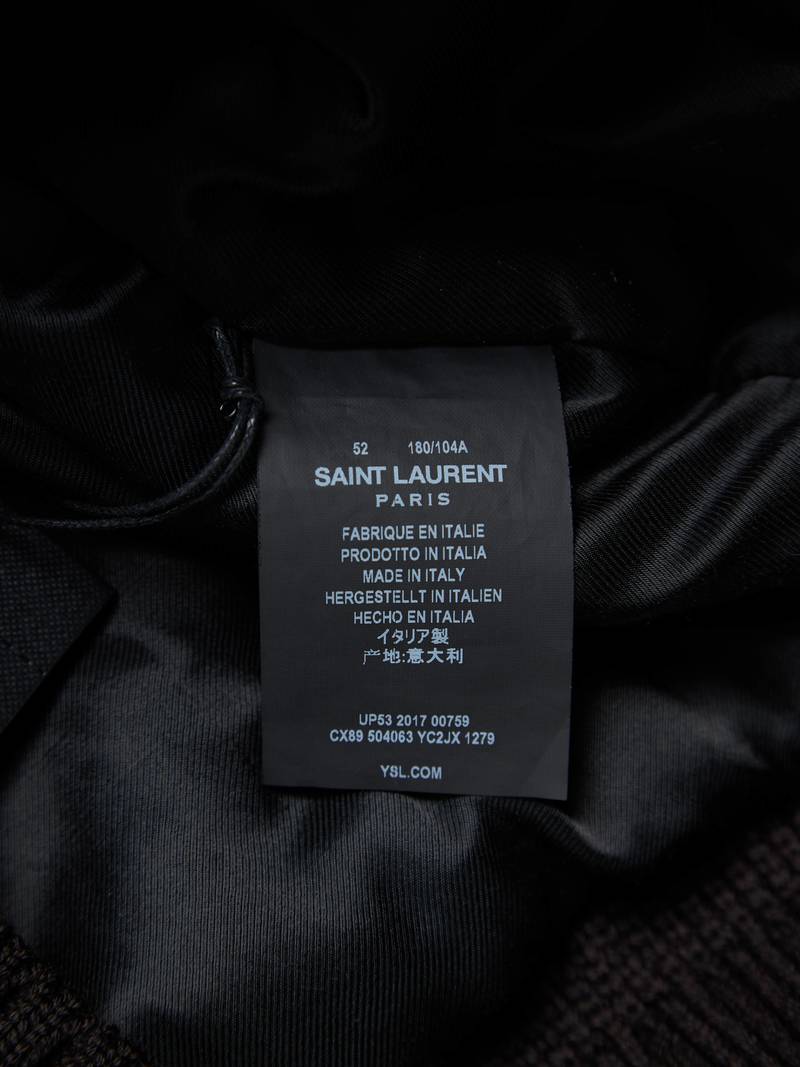 52 180/104A
SAINT LAURENT
PARIS
FABRIQUE EN ITALIE
PRODOTTO IN ITALIA
MADE IN ITALY
HERGESTELLT IN ITALIEN
HECHO EN ITALIA
イタリア製
产地:意大利
UP53 2017 00759
CX89 504063 YC2JX 1279
YSL.COM